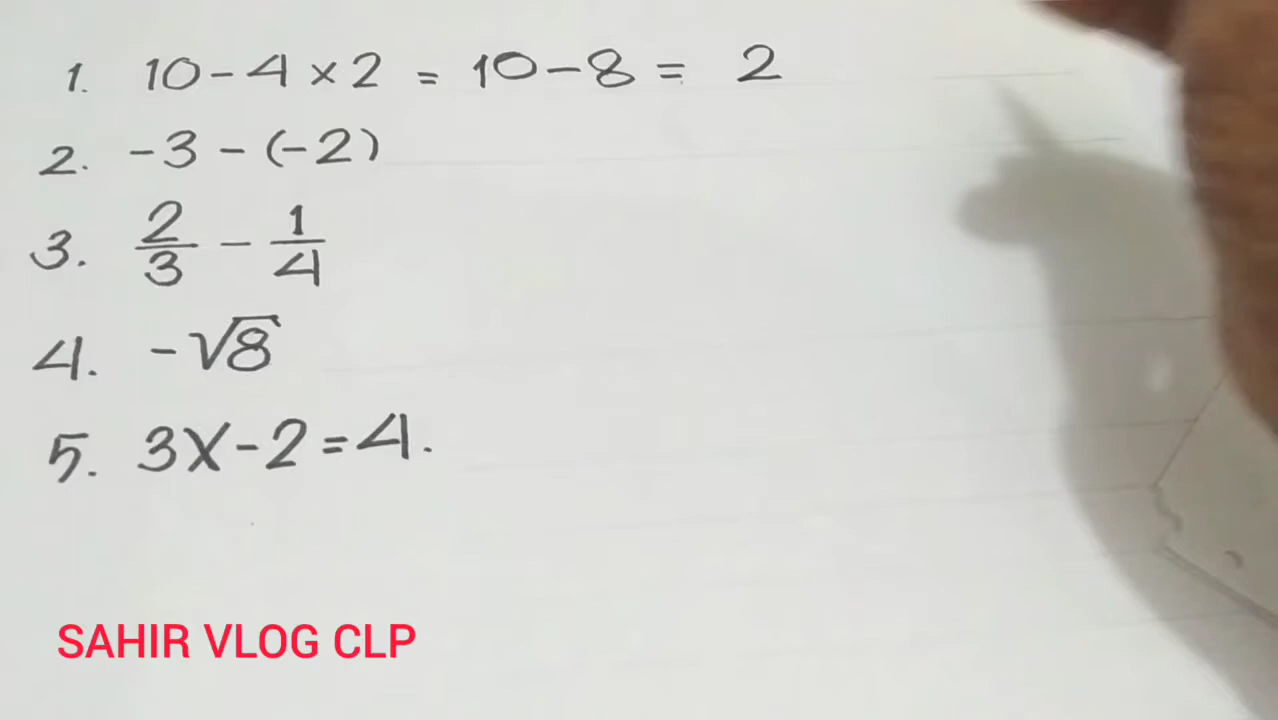 1. 10 - 4 × 2 = 10 - 8 = 2
2. -3 - (-2)
3. 2/3 - 1/4
4. -√8
5. 3x - 2 = 4.
SAHIR VLOG CLP